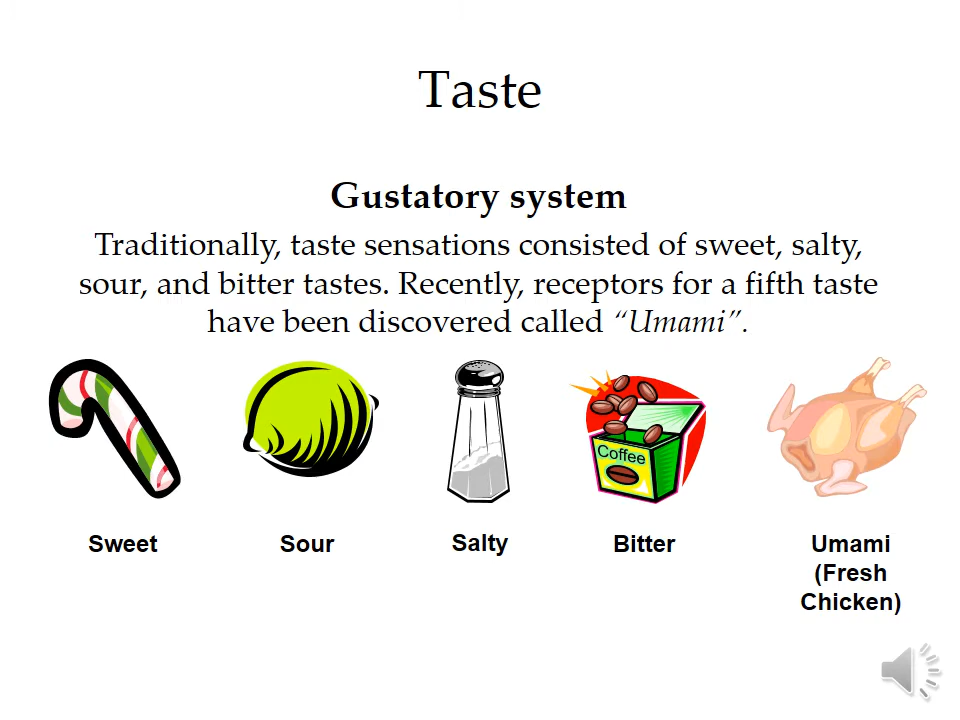 Taste
Gustatory system
Traditionally, taste sensations consisted of sweet, salty,
sour, and bitter tastes. Recently, receptors for a fifth taste
have been discovered called “Umami”.
Coffee
Sweet
Sour
Salty
Bitter
Umami
(Fresh
Chicken)